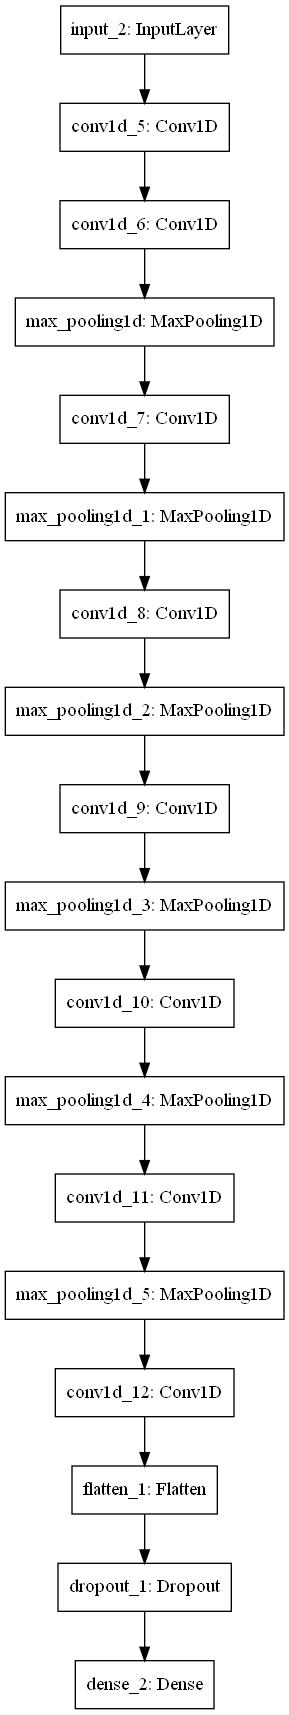 input_2: InputLayer
conv1d_5: Conv1D
conv1d_6: Conv1D
max_pooling1d: MaxPooling1D
conv1d_7: Conv1D
max_pooling1d_1: MaxPooling1D
conv1d_8: Conv1D
max_pooling1d_2: MaxPooling1D
conv1d_9: Conv1D
max_pooling1d_3: MaxPooling1D
conv1d_10: Conv1D
max_pooling1d_4: MaxPooling1D
conv1d_11: Conv1D
max_pooling1d_5: MaxPooling1D
conv1d_12: Conv1D
flatten_1: Flatten
dropout_1: Dropout
dense_2: Dense